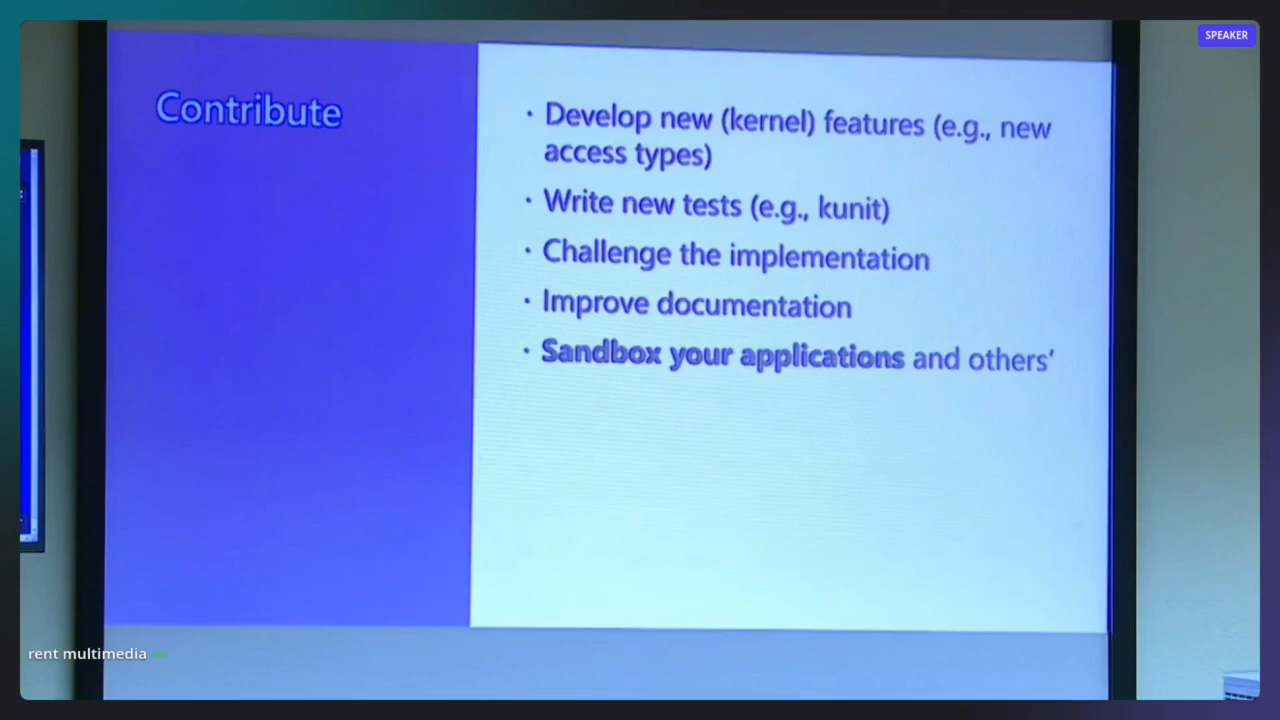 SPEAKER
Contribute
· Develop new (kernel) features (e.g., new
access types)
· Write new tests (e.g., kunit)
· Challenge the implementation
· Improve documentation
· Sandbox your applications and others’
rent multimedia